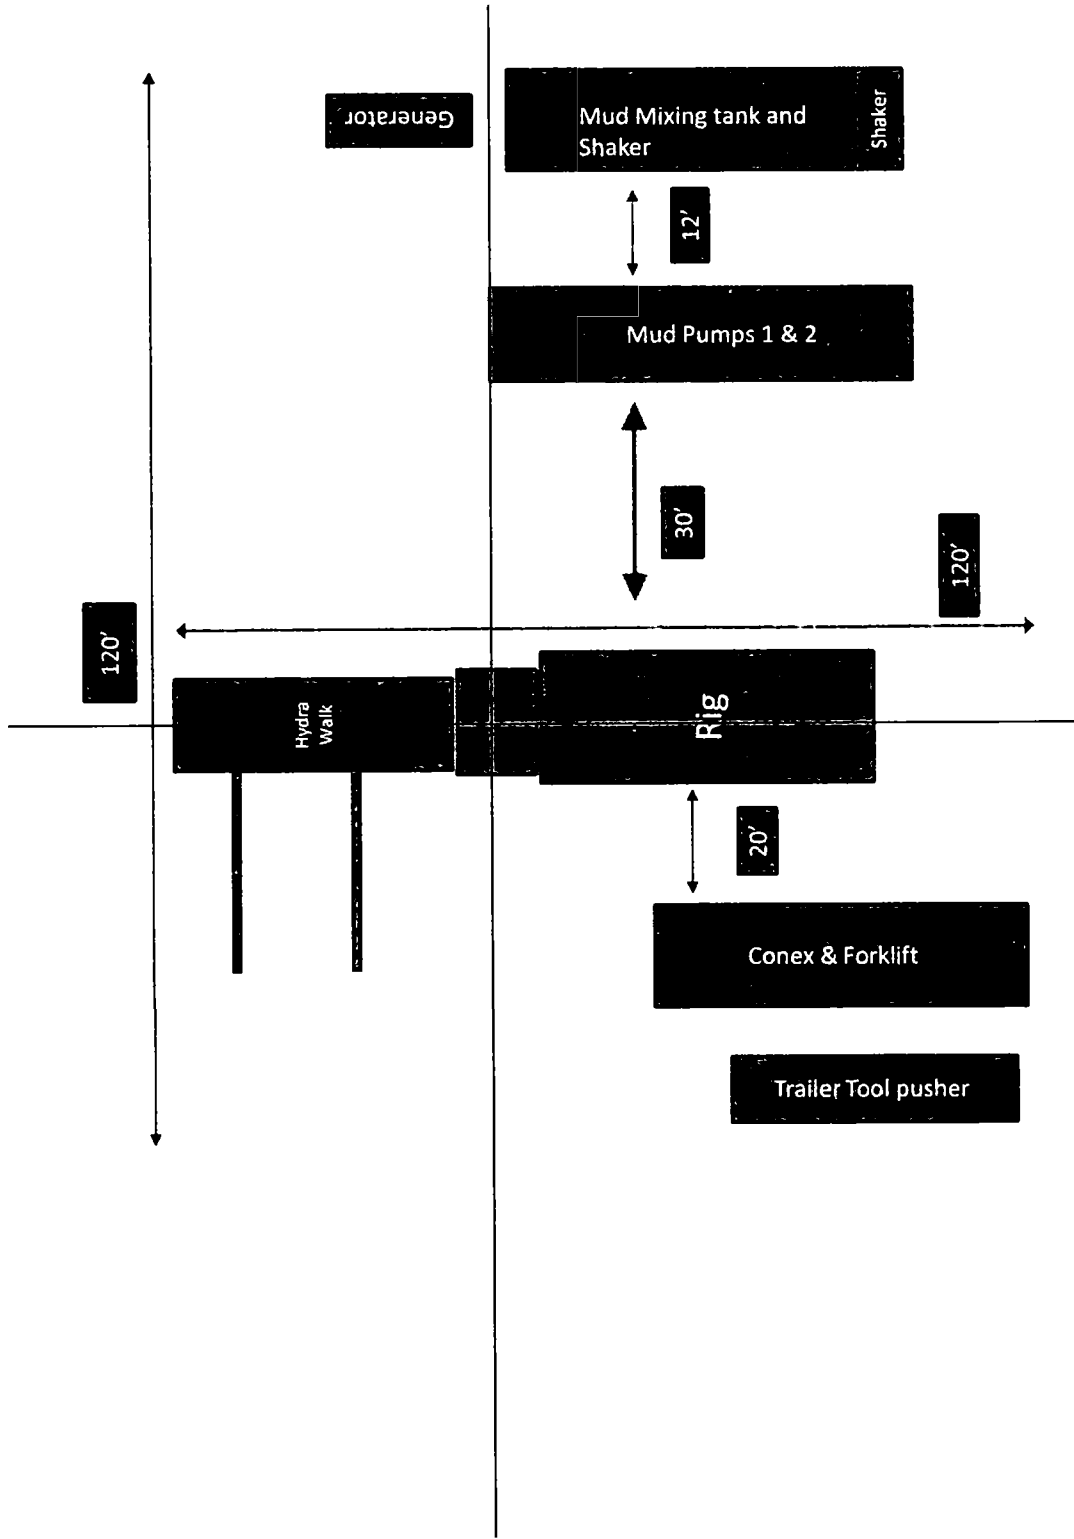 Generator
Mud Mixing tank and
Shaker
Shaker
12'
Mud Pumps 1 & 2
30'
120'
120'
Hydra
Walk
Rig
20'
Conex & Forklift
Trailer Tool pusher